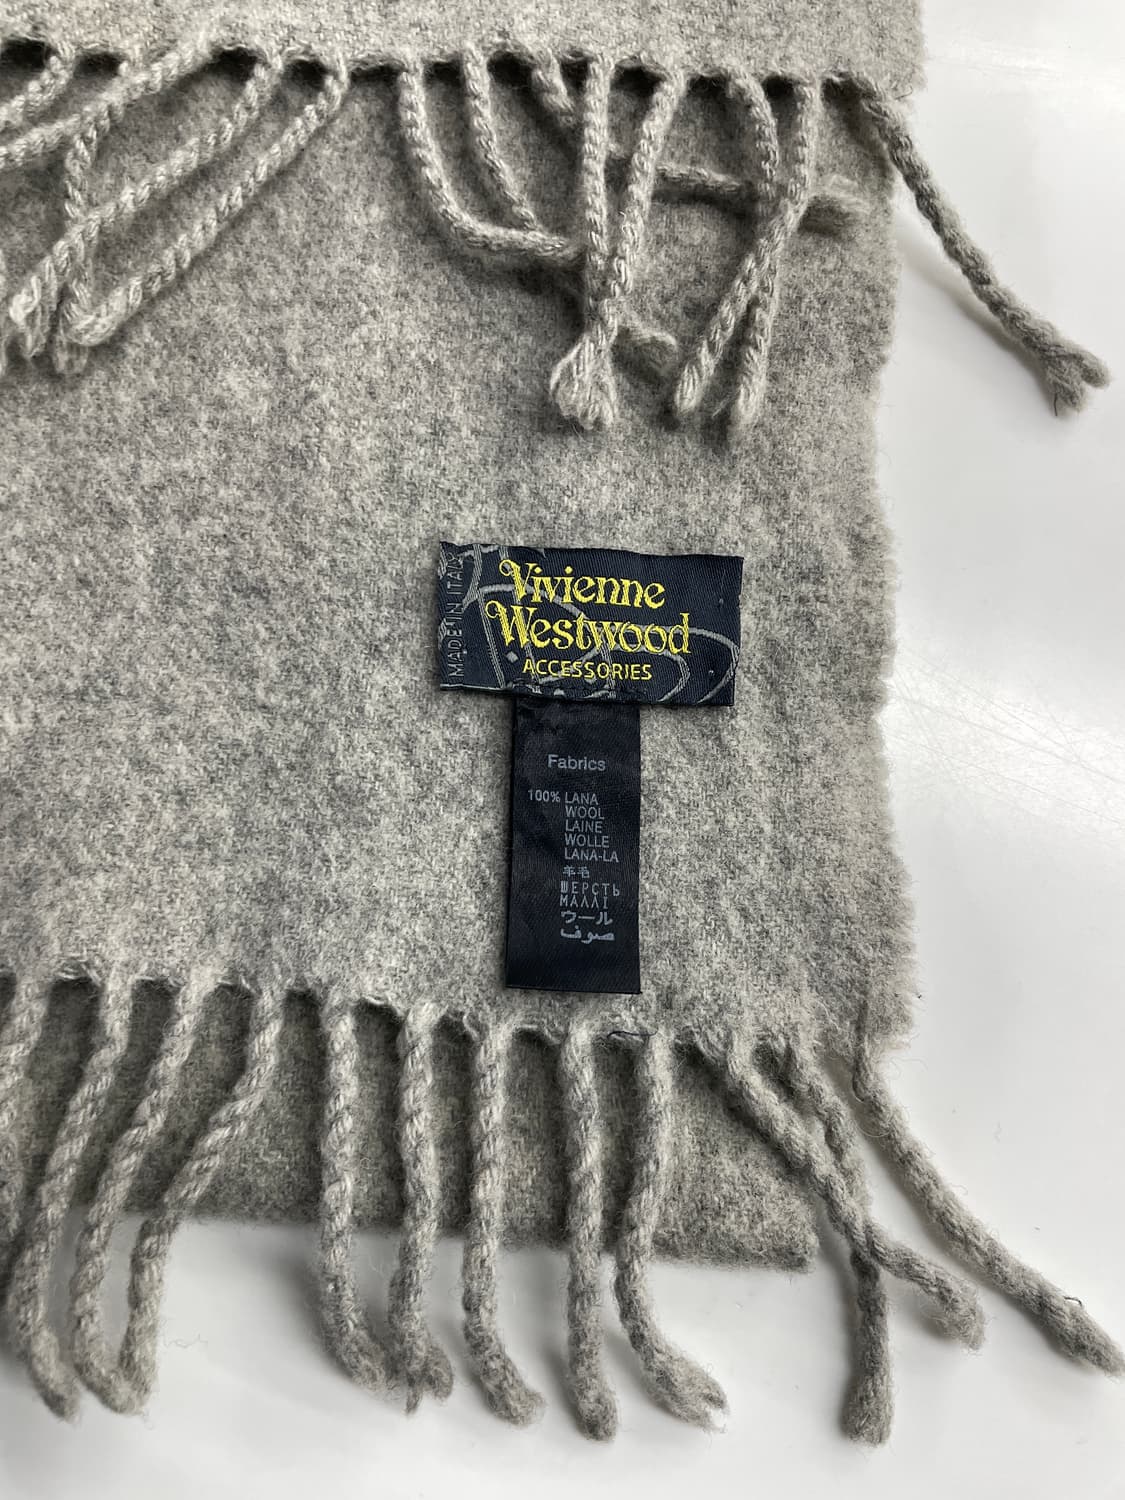 MADE IN ITALY
Vivienne
Westwood
ACCESSORIES
Fabrics
100% LANA
WOOL
LAINE
WOLLE
LANA-LA
羊毛
ШЕРСТЬ
ΜΑΛΛΙ
ウール
صوف